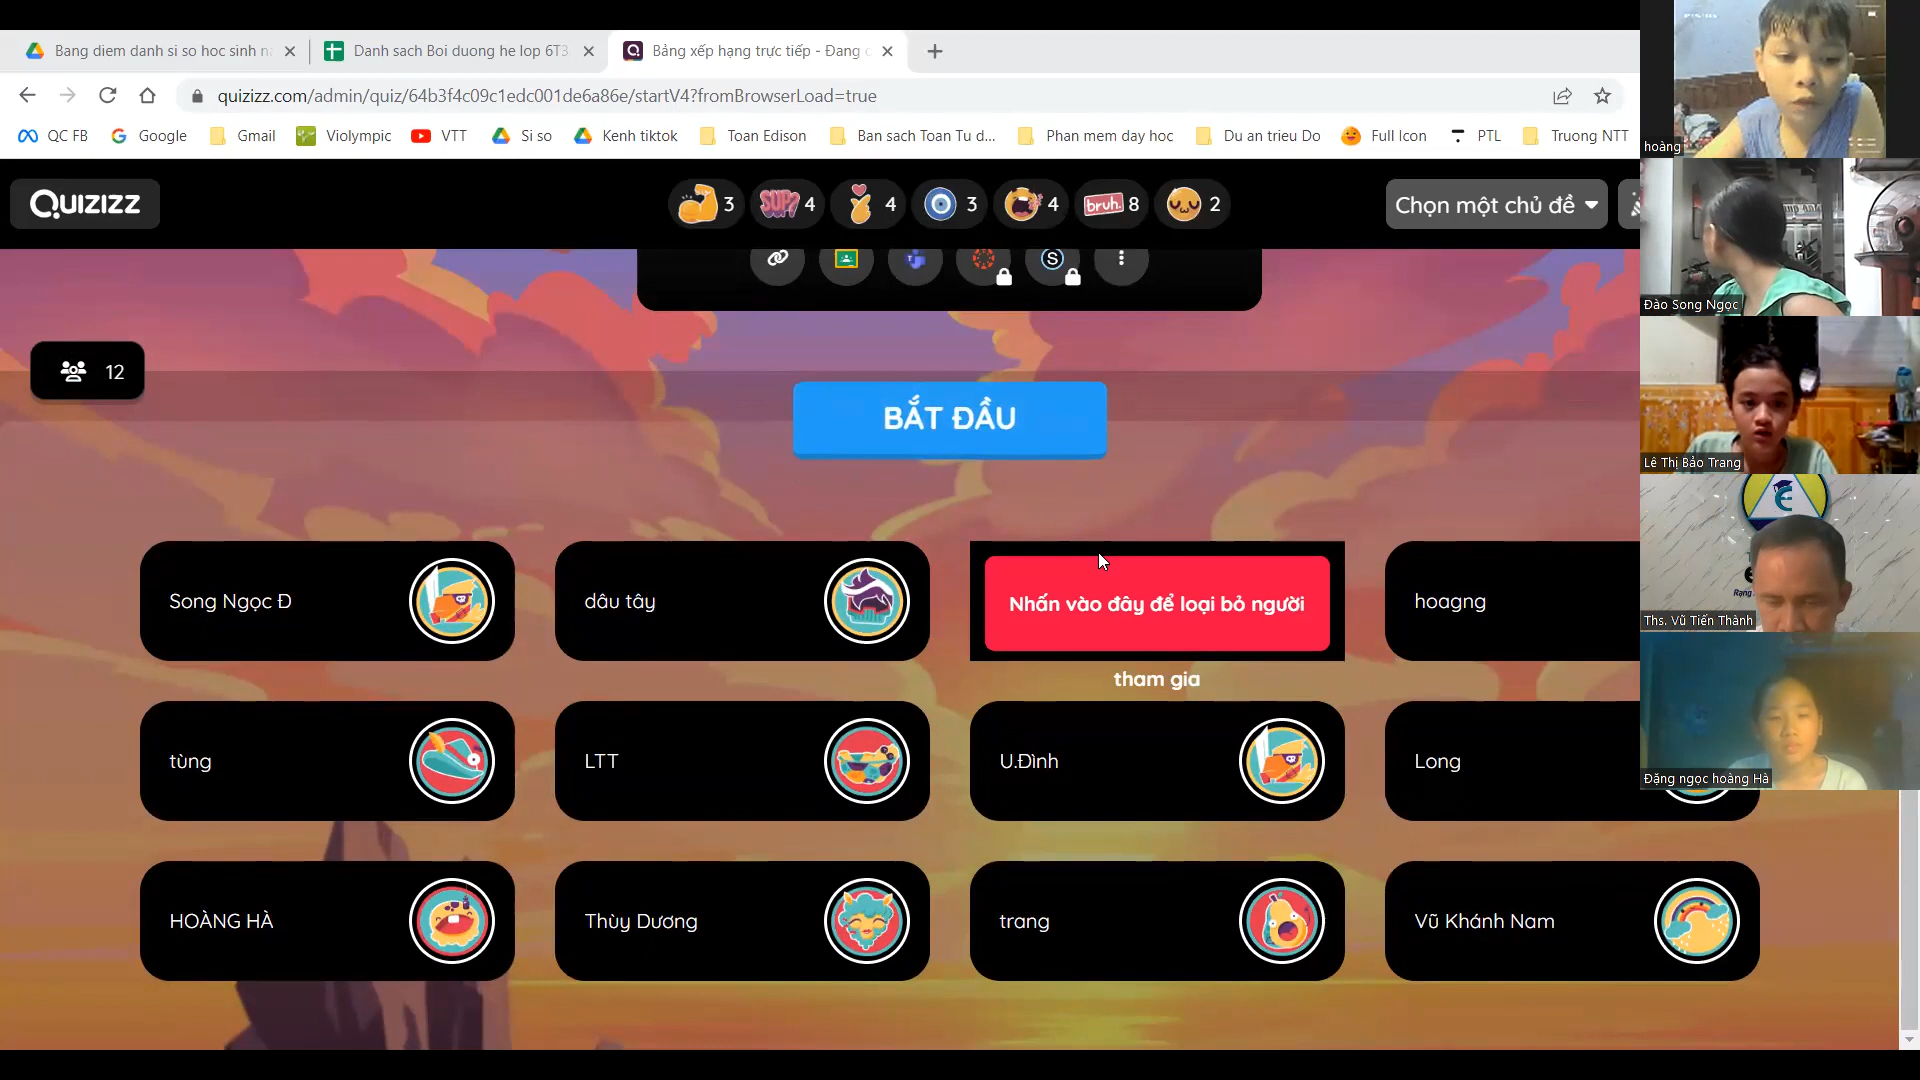 Bang diem danh si so hoc sinh n
Danh sach Boi duong he lop 6T3
Bảng xếp hạng trực tiếp - Đang c
quizizz.com/admin/quiz/64b3f4c09c1edc001de6a86e/startV4?fromBrowserLoad=true
QC FB
Google
Gmail
Violympic
VTT
Si so
Kenh tiktok
Toan Edison
Ban sach Toan Tu d...
Phan mem day hoc
Du an trieu Do
Full Icon
PTL
Truong NTT
QUIZIZZ
3
SUP? 4
4
3
4
bruh. 8
2
Chọn một chủ đề
S
12
BẮT ĐẦU
Song Ngọc Đ
dâu tây
Nhấn vào đây để loại bỏ người
tham gia
hoagng
tùng
LTT
U.Đình
Long
HOÀNG HÀ
Thùy Dương
trang
Vũ Khánh Nam
hoàng
Đào Song Ngọc
Lê Thị Bảo Trang
Ths. Vũ Tiến Thành
Đặng ngọc hoàng Hà